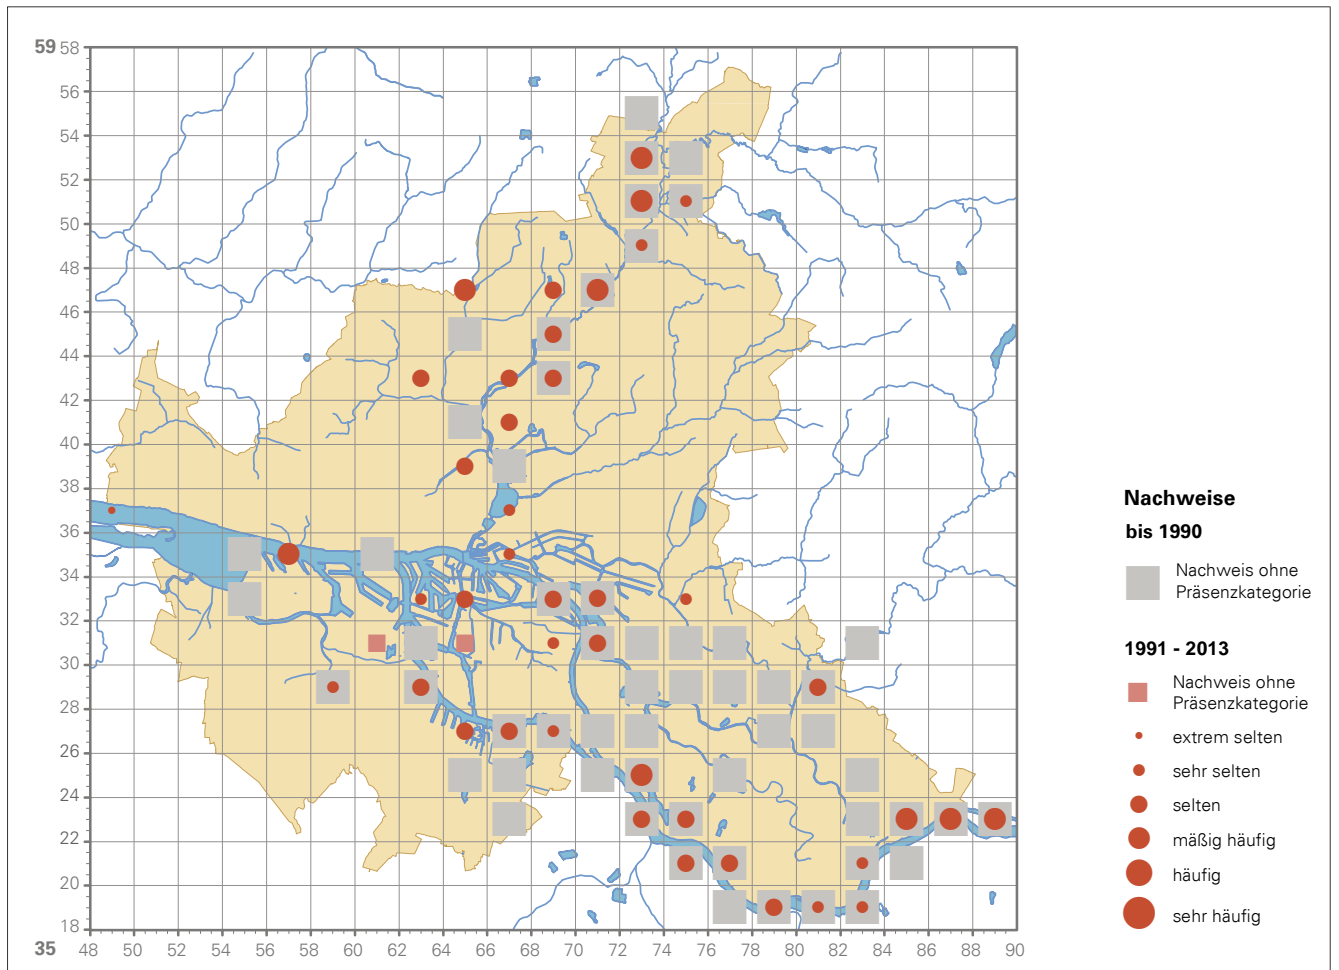 59 58
56
54
52
50
48
46
44
42
40
38
36
34
32
30
28
26
24
22
20
18
35
48 50 52 54 56 58 60 62 64 66 68 70 72 74 76 78 80 82 84 86 88 90
Nachweise
bis 1990
Nachweis ohne
Präsenzkategorie
1991 - 2013
Nachweis ohne
Präsenzkategorie
extrem selten
sehr selten
selten
mäßig häufig
häufig
sehr häufig